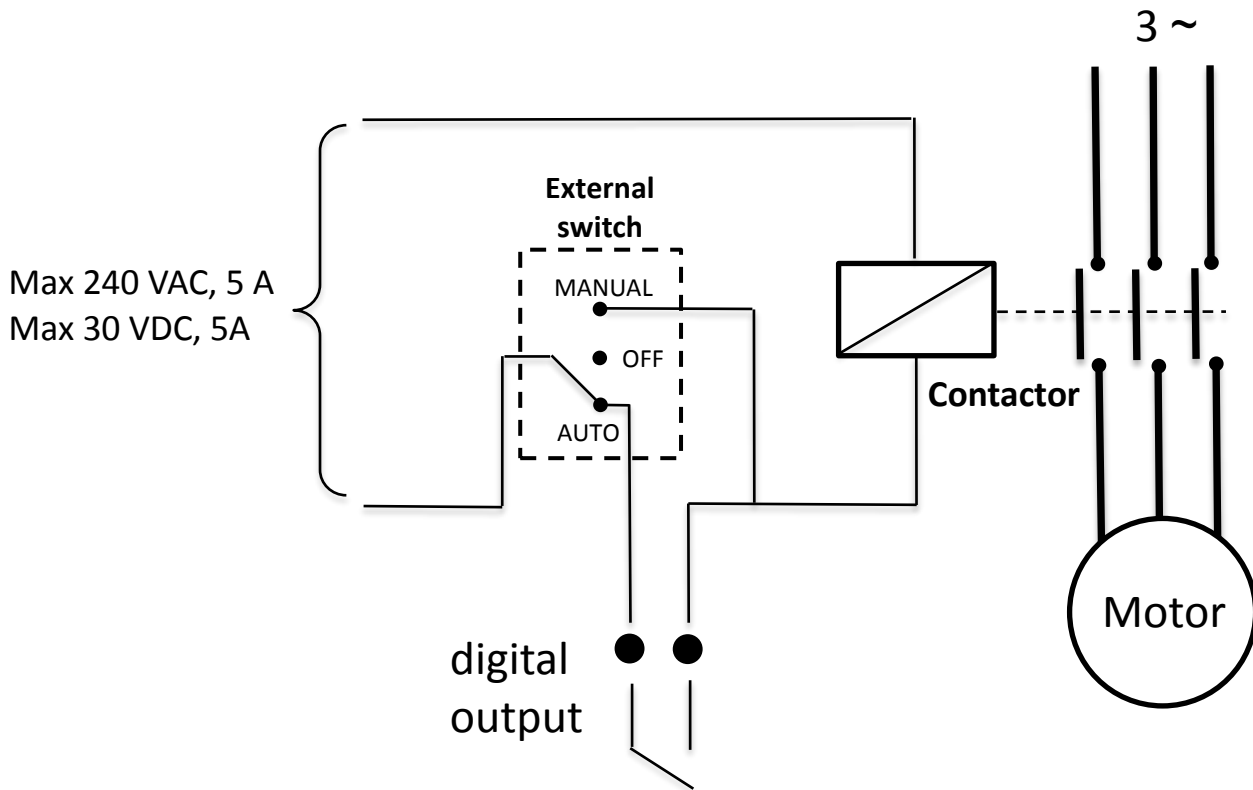 3 ~
External
switch
Max 240 VAC, 5 A
Max 30 VDC, 5A
MANUAL
OFF
AUTO
Contactor
Motor
digital
output